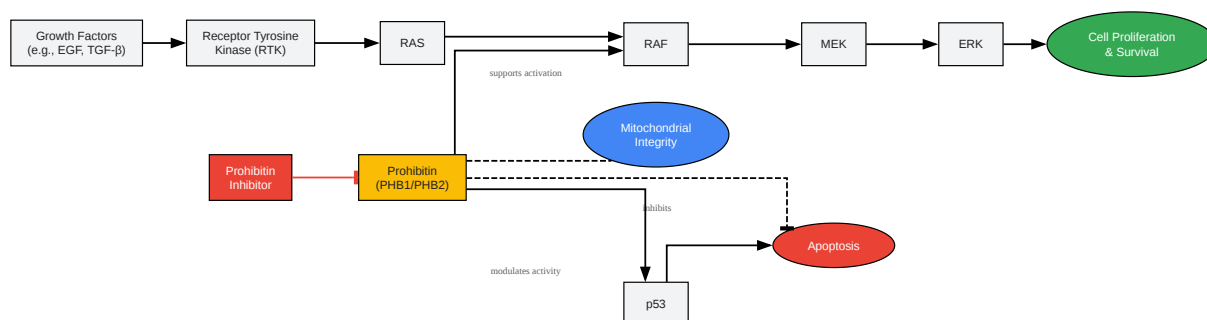 Growth Factors
(e.g., EGF, TGF-β)
Receptor Tyrosine
Kinase (RTK)
RAS
RAF
MEK
ERK
Cell Proliferation
& Survival
supports activation
Mitochondrial
Integrity
Prohibitin
Inhibitor
Prohibitin
(PHB1/PHB2)
inhibits
Apoptosis
modulates activity
p53